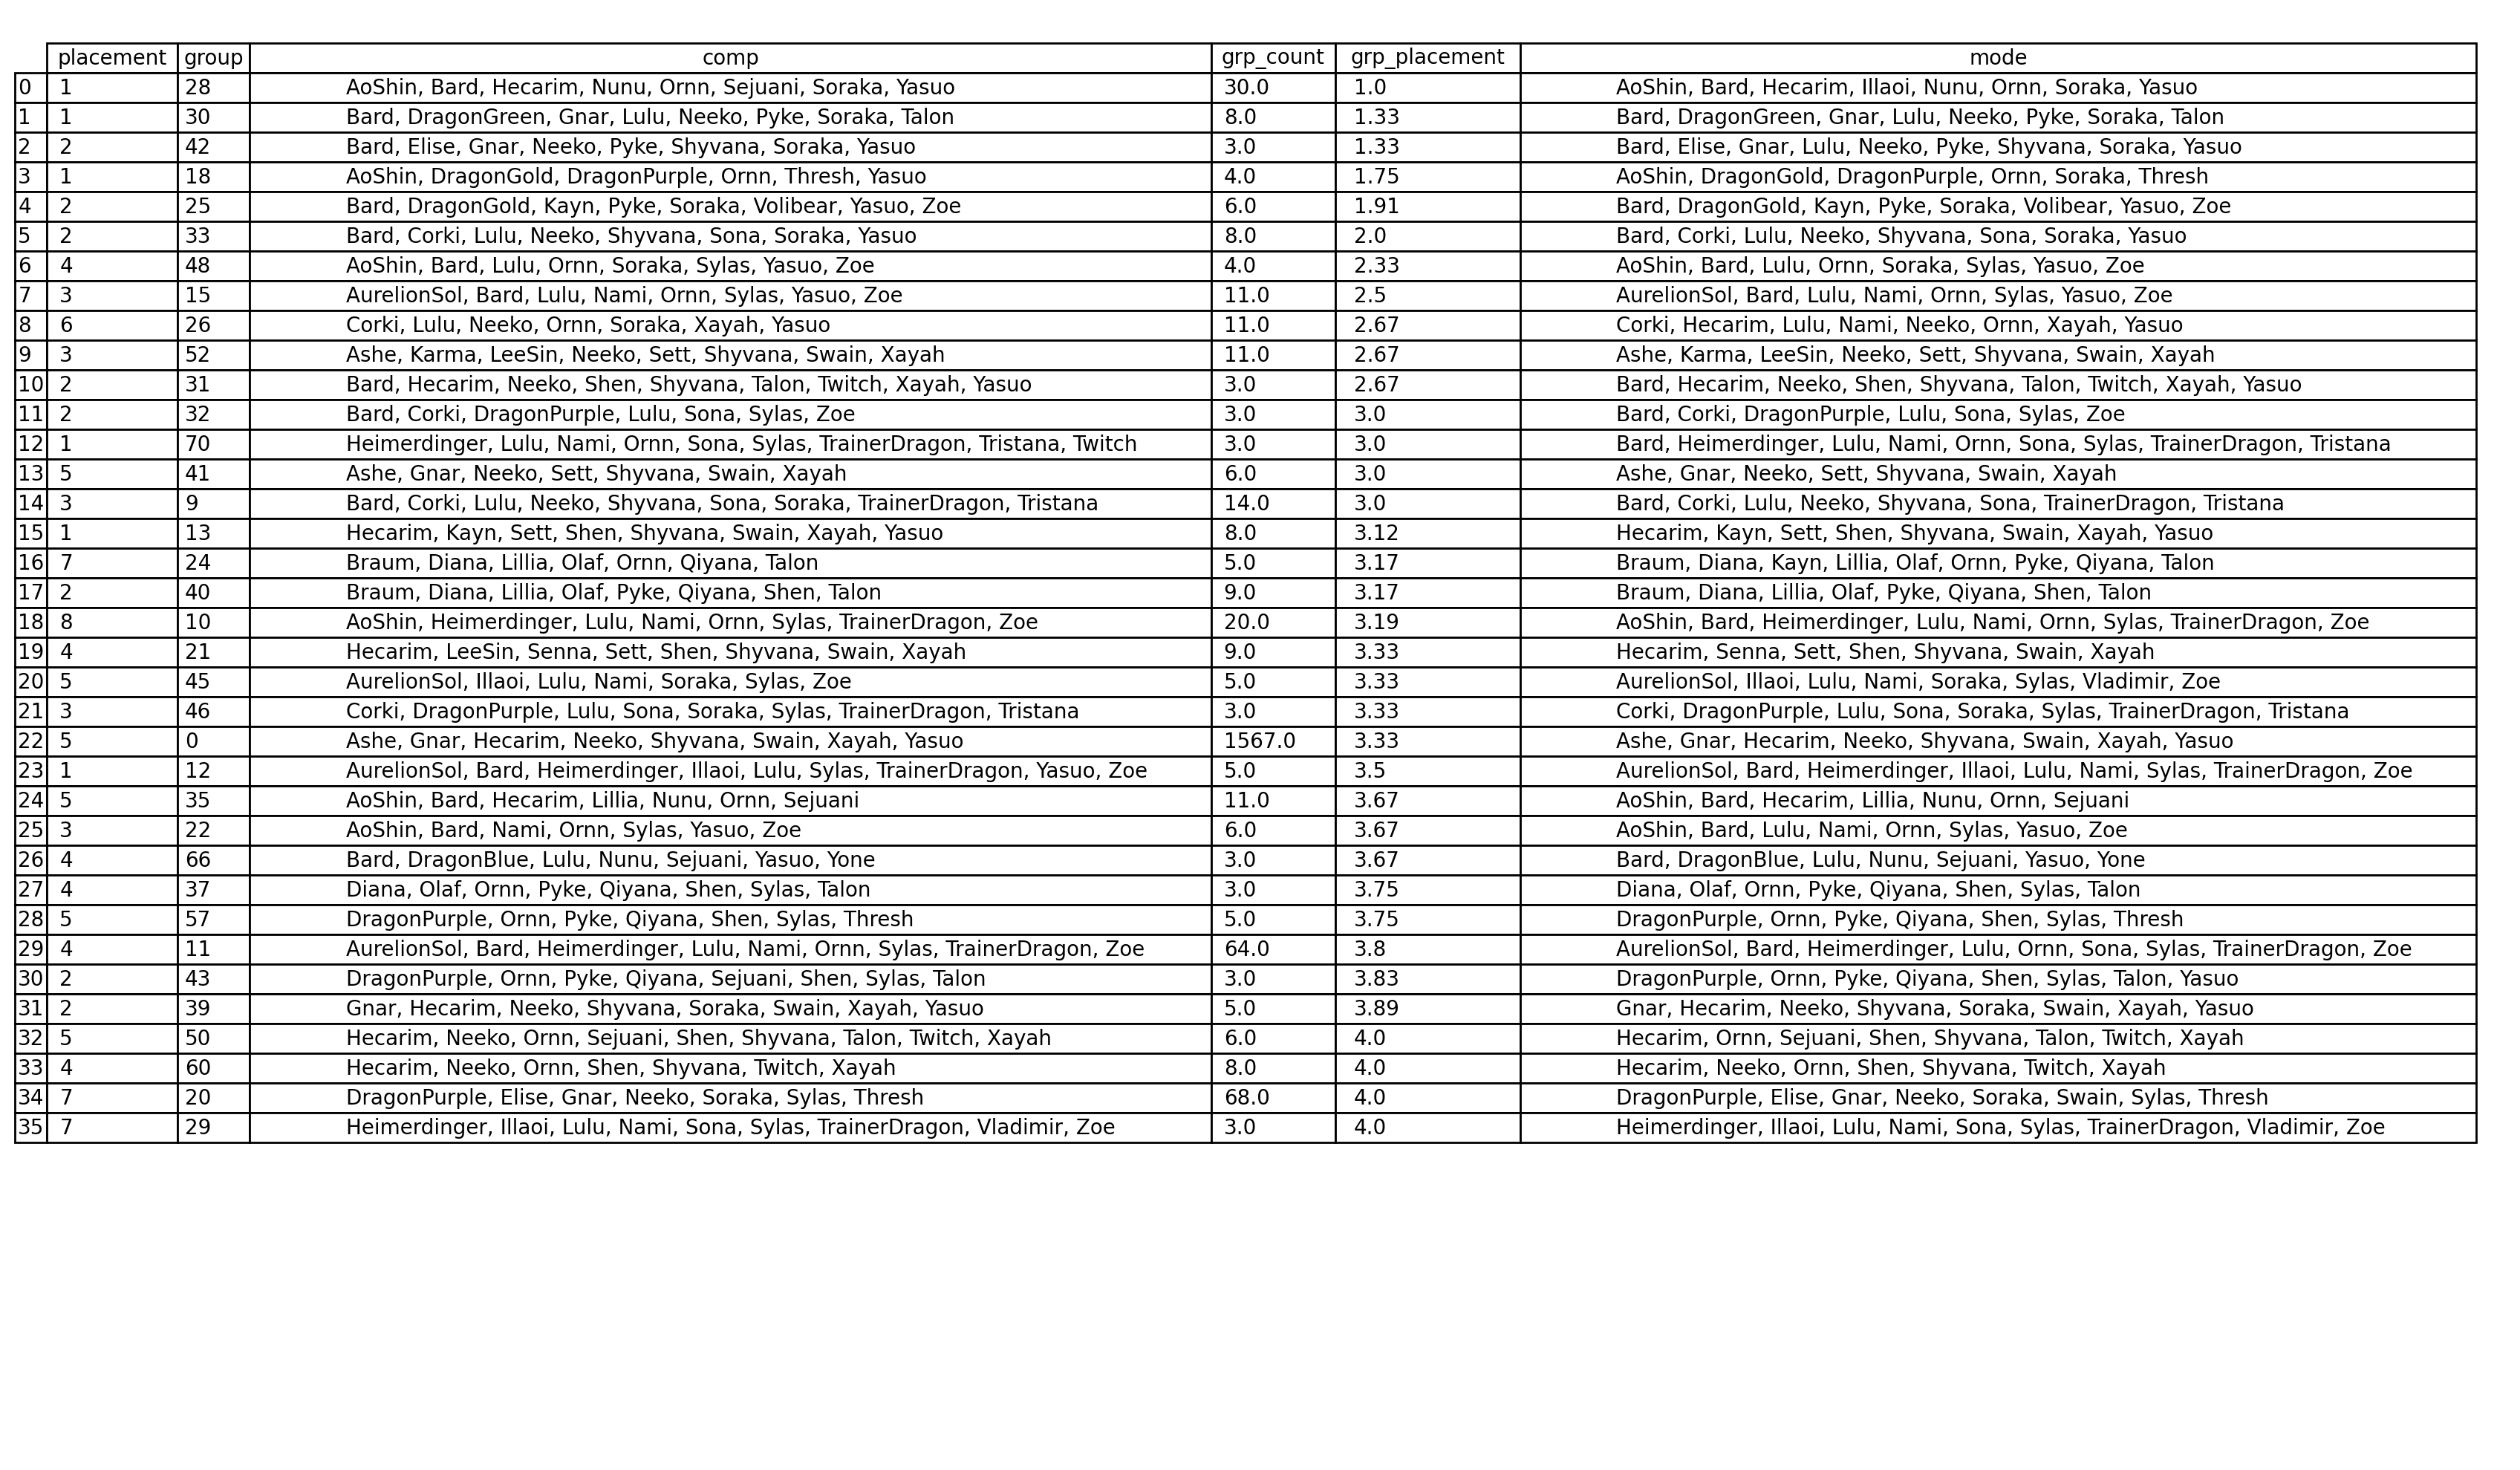 placement group comp grp_count grp_placement mode
0 1 28 AoShin, Bard, Hecarim, Nunu, Ornn, Sejuani, Soraka, Yasuo 30.0 1.0 AoShin, Bard, Hecarim, Illaoi, Nunu, Ornn, Soraka, Yasuo
1 1 30 Bard, DragonGreen, Gnar, Lulu, Neeko, Pyke, Soraka, Talon 8.0 1.33 Bard, DragonGreen, Gnar, Lulu, Neeko, Pyke, Soraka, Talon
2 2 42 Bard, Elise, Gnar, Neeko, Pyke, Shyvana, Soraka, Yasuo 3.0 1.33 Bard, Elise, Gnar, Lulu, Neeko, Pyke, Shyvana, Soraka, Yasuo
3 1 18 AoShin, DragonGold, DragonPurple, Ornn, Thresh, Yasuo 4.0 1.75 AoShin, DragonGold, DragonPurple, Ornn, Soraka, Thresh
4 2 25 Bard, DragonGold, Kayn, Pyke, Soraka, Volibear, Yasuo, Zoe 6.0 1.91 Bard, DragonGold, Kayn, Pyke, Soraka, Volibear, Yasuo, Zoe
5 2 33 Bard, Corki, Lulu, Neeko, Shyvana, Sona, Soraka, Yasuo 8.0 2.0 Bard, Corki, Lulu, Neeko, Shyvana, Sona, Soraka, Yasuo
6 4 48 AoShin, Bard, Lulu, Ornn, Soraka, Sylas, Yasuo, Zoe 4.0 2.33 AoShin, Bard, Lulu, Ornn, Soraka, Sylas, Yasuo, Zoe
7 3 15 AurelionSol, Bard, Lulu, Nami, Ornn, Sylas, Yasuo, Zoe 11.0 2.5 AurelionSol, Bard, Lulu, Nami, Ornn, Sylas, Yasuo, Zoe
8 6 26 Corki, Lulu, Neeko, Ornn, Soraka, Xayah, Yasuo 11.0 2.67 Corki, Hecarim, Lulu, Nami, Neeko, Ornn, Xayah, Yasuo
9 3 52 Ashe, Karma, LeeSin, Neeko, Sett, Shyvana, Swain, Xayah 11.0 2.67 Ashe, Karma, LeeSin, Neeko, Sett, Shyvana, Swain, Xayah
10 2 31 Bard, Hecarim, Neeko, Shen, Shyvana, Talon, Twitch, Xayah, Yasuo 3.0 2.67 Bard, Hecarim, Neeko, Shen, Shyvana, Talon, Twitch, Xayah, Yasuo
11 2 32 Bard, Corki, DragonPurple, Lulu, Sona, Sylas, Zoe 3.0 3.0 Bard, Corki, DragonPurple, Lulu, Sona, Sylas, Zoe
12 1 70 Heimerdinger, Lulu, Nami, Ornn, Sona, Sylas, TrainerDragon, Tristana, Twitch 3.0 3.0 Bard, Heimerdinger, Lulu, Nami, Ornn, Sona, Sylas, TrainerDragon, Tristana
13 5 41 Ashe, Gnar, Neeko, Sett, Shyvana, Swain, Xayah 6.0 3.0 Ashe, Gnar, Neeko, Sett, Shyvana, Swain, Xayah
14 3 9 Bard, Corki, Lulu, Neeko, Shyvana, Sona, Soraka, TrainerDragon, Tristana 14.0 3.0 Bard, Corki, Lulu, Neeko, Shyvana, Sona, TrainerDragon, Tristana
15 1 13 Hecarim, Kayn, Sett, Shen, Shyvana, Swain, Xayah, Yasuo 8.0 3.12 Hecarim, Kayn, Sett, Shen, Shyvana, Swain, Xayah, Yasuo
16 7 24 Braum, Diana, Lillia, Olaf, Ornn, Qiyana, Talon 5.0 3.17 Braum, Diana, Kayn, Lillia, Olaf, Ornn, Pyke, Qiyana, Talon
17 2 40 Braum, Diana, Lillia, Olaf, Pyke, Qiyana, Shen, Talon 9.0 3.17 Braum, Diana, Lillia, Olaf, Pyke, Qiyana, Shen, Talon
18 8 10 AoShin, Heimerdinger, Lulu, Nami, Ornn, Sylas, TrainerDragon, Zoe 20.0 3.19 AoShin, Bard, Heimerdinger, Lulu, Nami, Ornn, Sylas, TrainerDragon, Zoe
19 4 21 Hecarim, LeeSin, Senna, Sett, Shen, Shyvana, Swain, Xayah 9.0 3.33 Hecarim, Senna, Sett, Shen, Shyvana, Swain, Xayah
20 5 45 AurelionSol, Illaoi, Lulu, Nami, Soraka, Sylas, Zoe 5.0 3.33 AurelionSol, Illaoi, Lulu, Nami, Soraka, Sylas, Vladimir, Zoe
21 3 46 Corki, DragonPurple, Lulu, Sona, Soraka, Sylas, TrainerDragon, Tristana 3.0 3.33 Corki, DragonPurple, Lulu, Sona, Soraka, Sylas, TrainerDragon, Tristana
22 5 0 Ashe, Gnar, Hecarim, Neeko, Shyvana, Swain, Xayah, Yasuo 1567.0 3.33 Ashe, Gnar, Hecarim, Neeko, Shyvana, Swain, Xayah, Yasuo
23 1 12 AurelionSol, Bard, Heimerdinger, Illaoi, Lulu, Sylas, TrainerDragon, Yasuo, Zoe 5.0 3.5 AurelionSol, Bard, Heimerdinger, Illaoi, Lulu, Nami, Sylas, TrainerDragon, Zoe
24 5 35 AoShin, Bard, Hecarim, Lillia, Nunu, Ornn, Sejuani 11.0 3.67 AoShin, Bard, Hecarim, Lillia, Nunu, Ornn, Sejuani
25 3 22 AoShin, Bard, Nami, Ornn, Sylas, Yasuo, Zoe 6.0 3.67 AoShin, Bard, Lulu, Nami, Ornn, Sylas, Yasuo, Zoe
26 4 66 Bard, DragonBlue, Lulu, Nunu, Sejuani, Yasuo, Yone 3.0 3.67 Bard, DragonBlue, Lulu, Nunu, Sejuani, Yasuo, Yone
27 4 37 Diana, Olaf, Ornn, Pyke, Qiyana, Shen, Sylas, Talon 3.0 3.75 Diana, Olaf, Ornn, Pyke, Qiyana, Shen, Sylas, Talon
28 5 57 DragonPurple, Ornn, Pyke, Qiyana, Shen, Sylas, Thresh 5.0 3.75 DragonPurple, Ornn, Pyke, Qiyana, Shen, Sylas, Thresh
29 4 11 AurelionSol, Bard, Heimerdinger, Lulu, Nami, Ornn, Sylas, TrainerDragon, Zoe 64.0 3.8 AurelionSol, Bard, Heimerdinger, Lulu, Ornn, Sona, Sylas, TrainerDragon, Zoe
30 2 43 DragonPurple, Ornn, Pyke, Qiyana, Sejuani, Shen, Sylas, Talon 3.0 3.83 DragonPurple, Ornn, Pyke, Qiyana, Shen, Sylas, Talon, Yasuo
31 2 39 Gnar, Hecarim, Neeko, Shyvana, Soraka, Swain, Xayah, Yasuo 5.0 3.89 Gnar, Hecarim, Neeko, Shyvana, Soraka, Swain, Xayah, Yasuo
32 5 50 Hecarim, Neeko, Ornn, Sejuani, Shen, Shyvana, Talon, Twitch, Xayah 6.0 4.0 Hecarim, Ornn, Sejuani, Shen, Shyvana, Talon, Twitch, Xayah
33 4 60 Hecarim, Neeko, Ornn, Shen, Shyvana, Twitch, Xayah 8.0 4.0 Hecarim, Neeko, Ornn, Shen, Shyvana, Twitch, Xayah
34 7 20 DragonPurple, Elise, Gnar, Neeko, Soraka, Sylas, Thresh 68.0 4.0 DragonPurple, Elise, Gnar, Neeko, Soraka, Swain, Sylas, Thresh
35 7 29 Heimerdinger, Illaoi, Lulu, Nami, Sona, Sylas, TrainerDragon, Vladimir, Zoe 3.0 4.0 Heimerdinger, Illaoi, Lulu, Nami, Sona, Sylas, TrainerDragon, Vladimir, Zoe